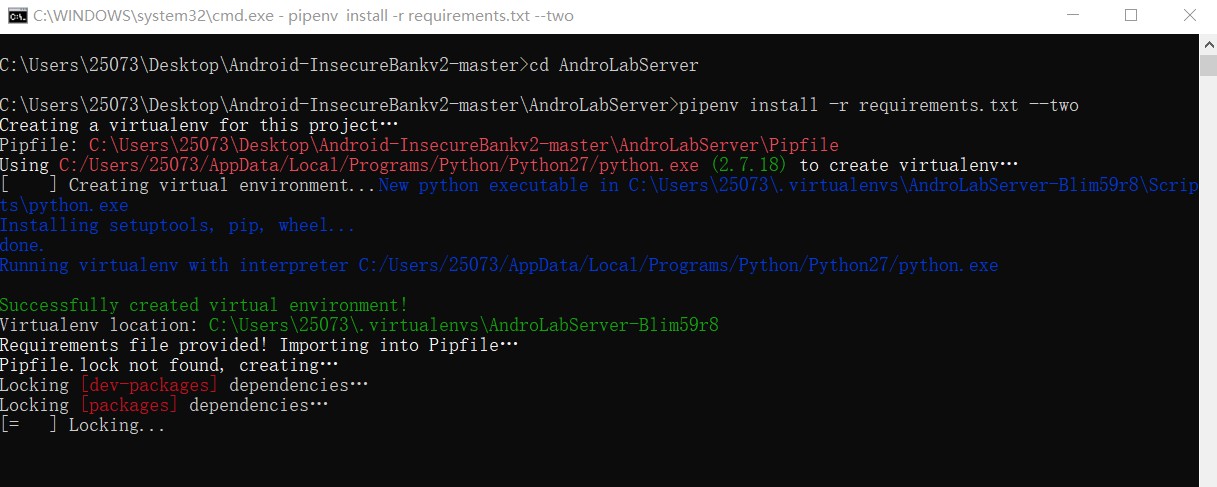 C:\WINDOWS\system32\cmd.exe - pipenv  install -r requirements.txt --two
C:\Users\25073\Desktop\Android-InsecureBankv2-master>cd AndroLabServer
C:\Users\25073\Desktop\Android-InsecureBankv2-master\AndroLabServer>pipenv install -r requirements.txt --two
Creating a virtualenv for this project…
Pipfile: C:\Users\25073\Desktop\Android-InsecureBankv2-master\AndroLabServer\Pipfile
Using C:/Users/25073/AppData/Local/Programs/Python/Python27/python.exe (2.7.18) to create virtualenv…
[    ] Creating virtual environment...New python executable in C:\Users\25073\.virtualenvs\AndroLabServer-Blim59r8\Scrip
ts\python.exe
Installing setuptools, pip, wheel...
done.
Running virtualenv with interpreter C:/Users/25073/AppData/Local/Programs/Python/Python27/python.exe
Successfully created virtual environment!
Virtualenv location: C:\Users\25073\.virtualenvs\AndroLabServer-Blim59r8
Requirements file provided! Importing into Pipfile…
Pipfile.lock not found, creating…
Locking [dev-packages] dependencies…
Locking [packages] dependencies…
[=   ] Locking...